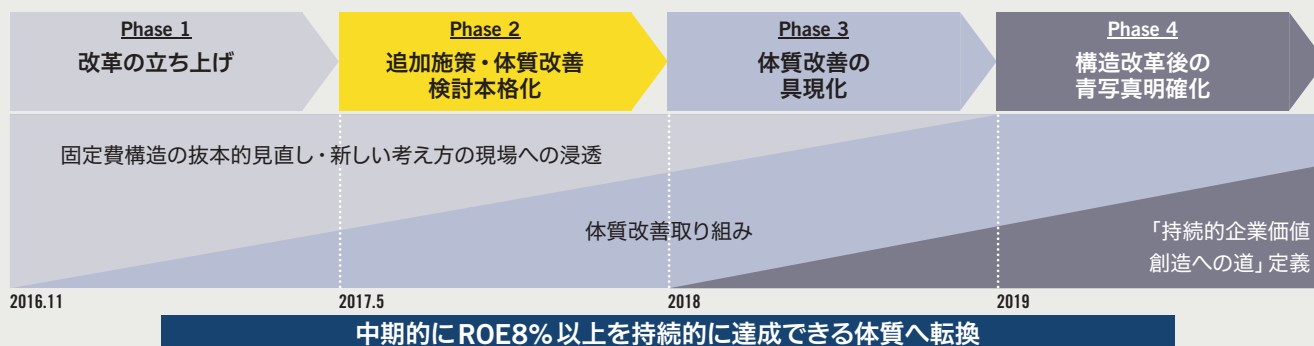 Phase 1
改革の立ち上げ
Phase 2
追加施策・体質改善
検討本格化
Phase 3
体質改善の
具現化
Phase 4
構造改革後の
青写真明確化
固定費構造の抜本的見直し・新しい考え方の現場への浸透
体質改善取り組み
「持続的企業価値
創造への道」定義
2016.11
2017.5
2018
2019
中期的にROE8%以上を持続的に達成できる体質へ転換